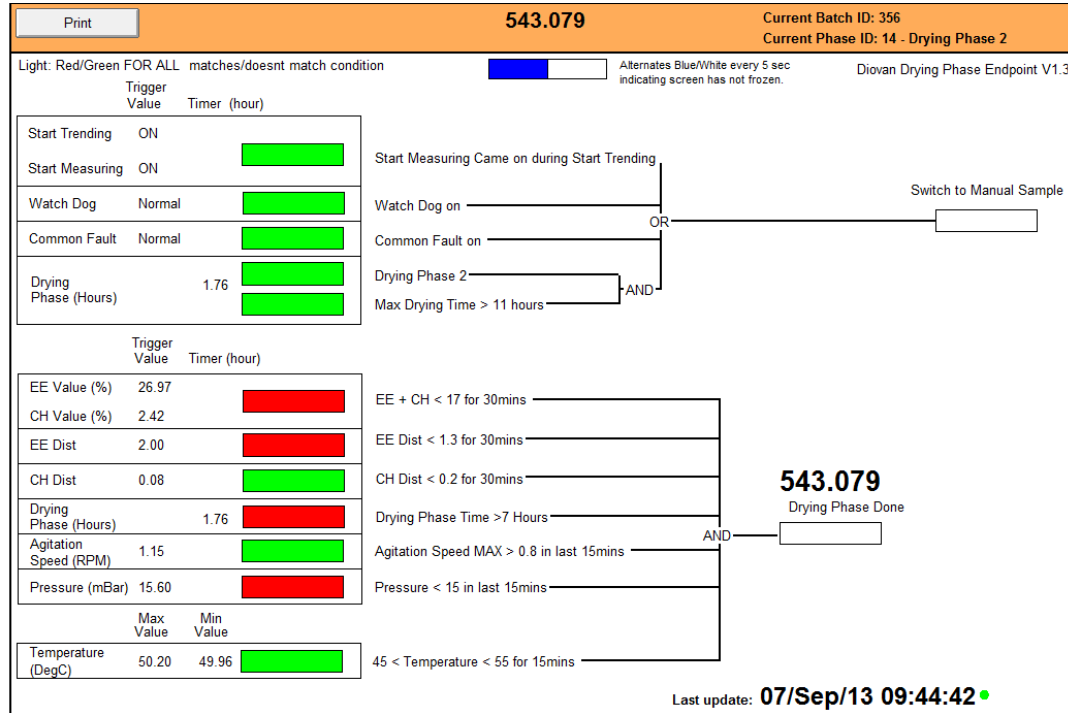 Print
543.079
Current Batch ID: 356
Current Phase ID: 14 - Drying Phase 2
Light: Red/Green FOR ALL matches/doesnt match condition
Alternates Blue/White every 5 sec
indicating screen has not frozen.
Diovan Drying Phase Endpoint V1.3
Trigger
Value Timer (hour)
Start Trending ON
Start Measuring ON
Start Measuring Came on during Start Trending
Watch Dog Normal
Watch Dog on
Common Fault Normal
Common Fault on
Drying
Phase (Hours) 1.76
Drying Phase 2
Max Drying Time > 11 hours
AND
OR
Switch to Manual Sample
Trigger
Value Timer (hour)
EE Value (%) 26.97
CH Value (%) 2.42
EE + CH < 17 for 30mins
EE Dist 2.00
EE Dist < 1.3 for 30mins
CH Dist 0.08
CH Dist < 0.2 for 30mins
Drying
Phase (Hours) 1.76
Drying Phase Time >7 Hours
Agitation
Speed (RPM) 1.15
Agitation Speed MAX > 0.8 in last 15mins
Pressure (mBar) 15.60
Pressure < 15 in last 15mins
AND
543.079
Drying Phase Done
Max
Value
Min
Value
Temperature
(DegC) 50.20 49.96
45 < Temperature < 55 for 15mins
Last update: 07/Sep/13 09:44:42